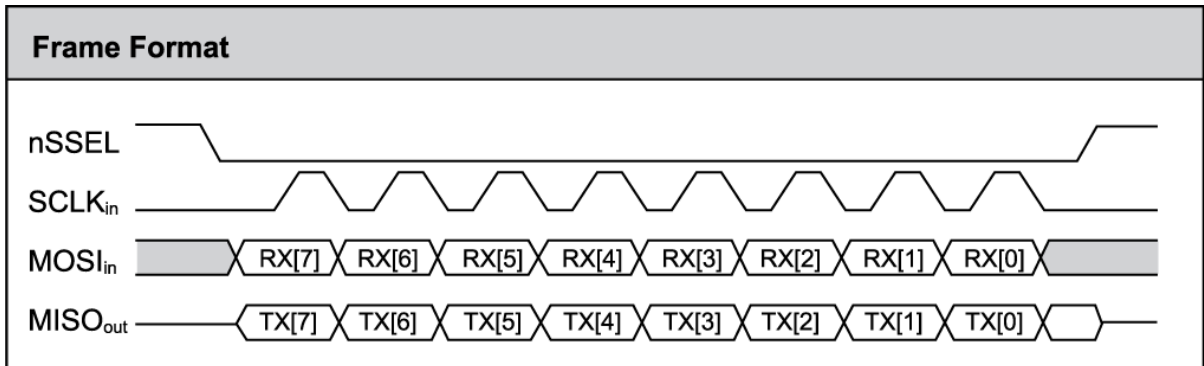 Frame Format
nSSEL
SCLKin
MOSIin RX[7] RX[6] RX[5] RX[4] RX[3] RX[2] RX[1] RX[0]
MISOout TX[7] TX[6] TX[5] TX[4] TX[3] TX[2] TX[1] TX[0]